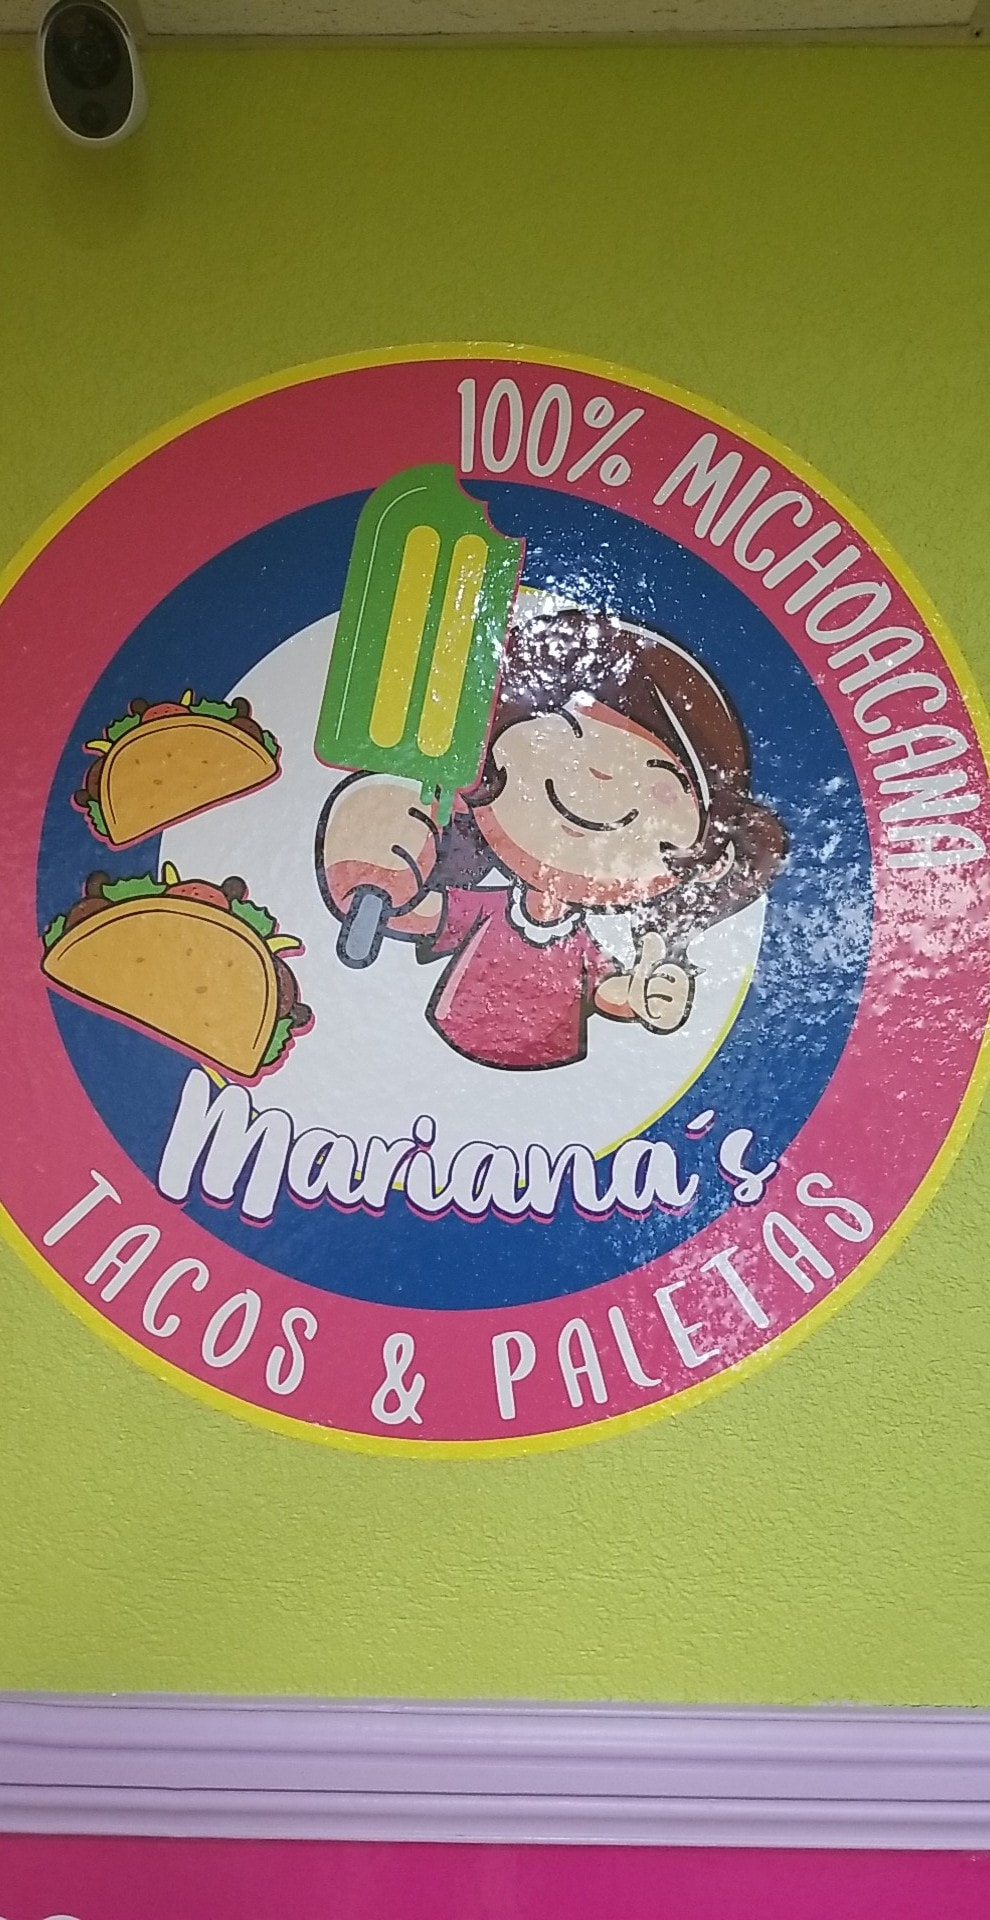 100% MICHOACANA
Mariana´s
TACOS & PALETAS